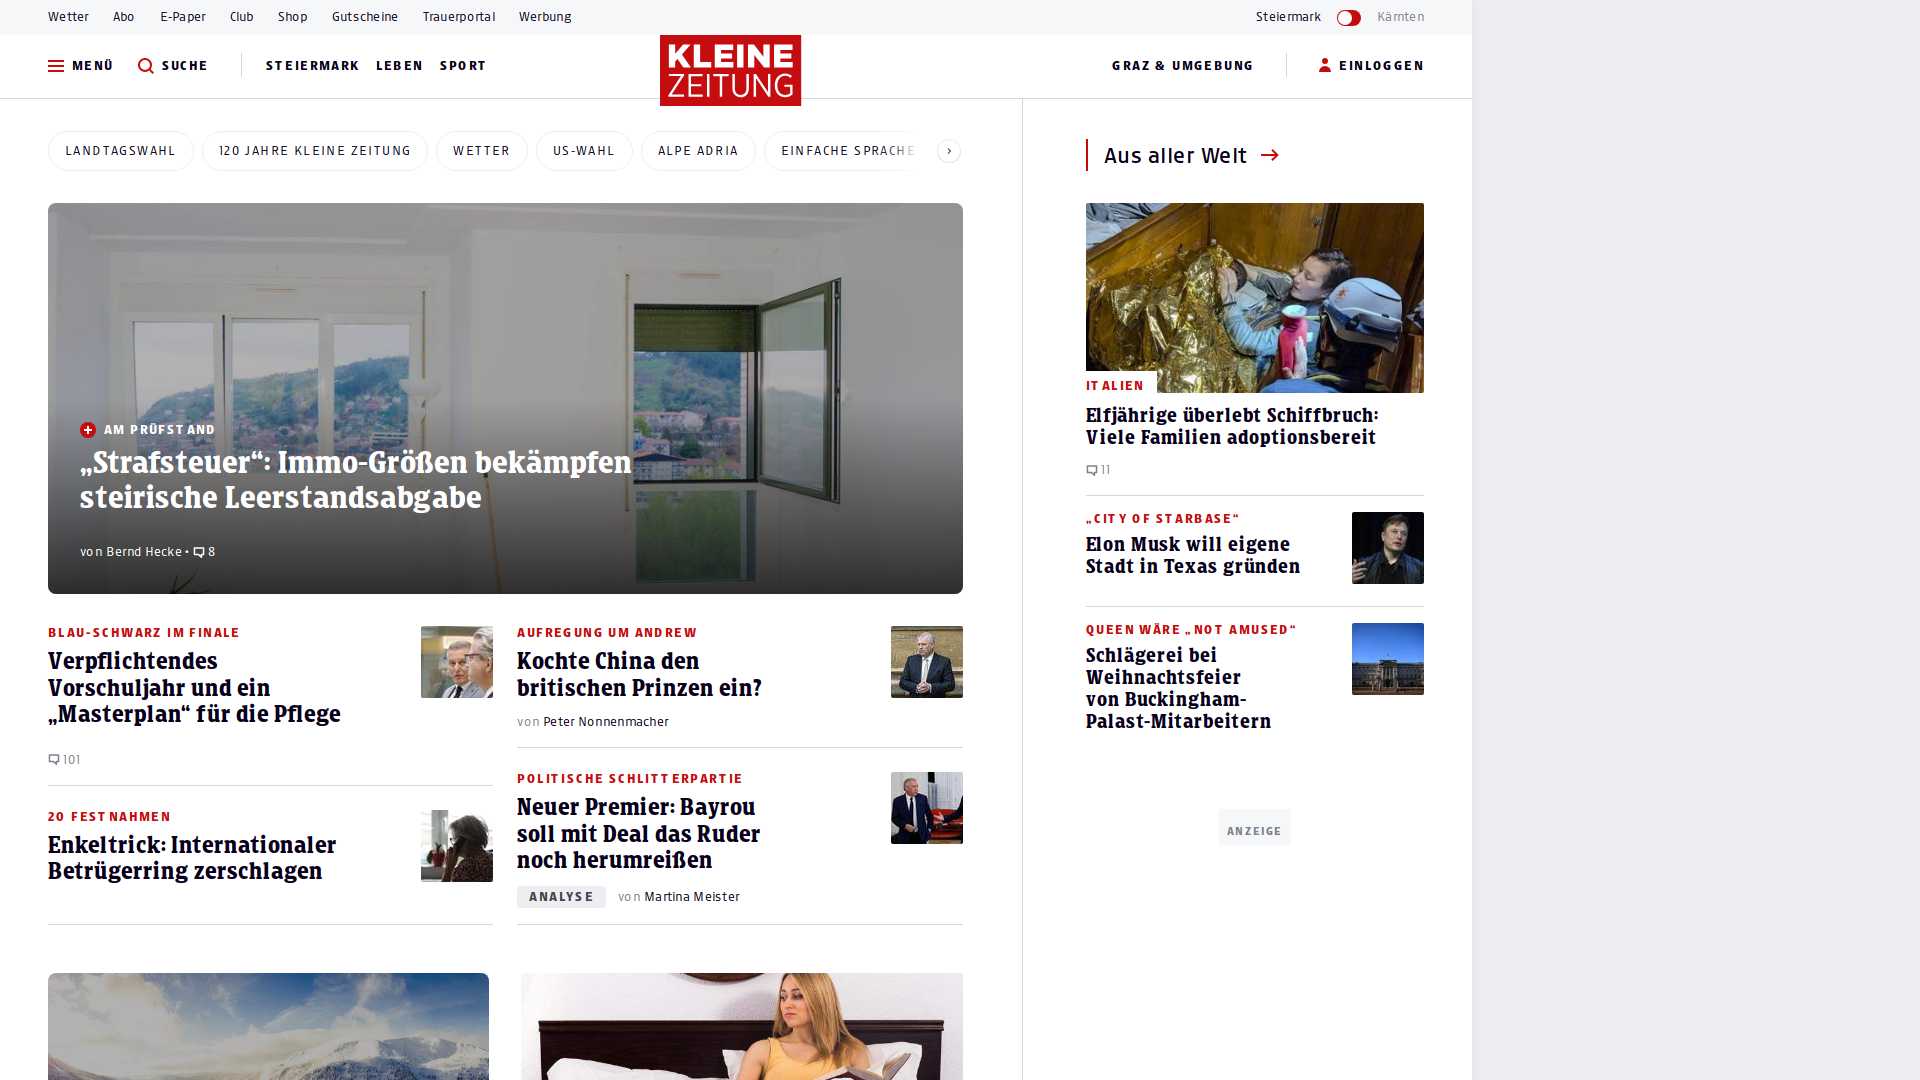 Wetter Abo E-Paper Club Shop Gutscheine Trauerportal Werbung Steiermark Kärnten
MENÜ SUCHE STEIERMARK LEBEN SPORT KLEINE ZEITUNG GRAZ & UMGEBUNG EINLOGGEN
LANDTAGSWAHL 120 JAHRE KLEINE ZEITUNG WETTER US-WAHL ALPE ADRIA EINFACHE SPRACHE
AM PRÜFSTAND
„Strafsteuer“: Immo-Größen bekämpfen
steirische Leerstandsabgabe
von Bernd Hecke • 8
BLAU-SCHWARZ IM FINALE
Verpflichtendes
Vorschuljahr und ein
„Masterplan“ für die Pflege
101
20 FESTNAHMEN
Enkeltrick: Internationaler
Betrügerring zerschlagen
AUFREGUNG UM ANDREW
Kochte China den
britischen Prinzen ein?
von Peter Nonnenmacher
POLITISCHE SCHLITTERPARTIE
Neuer Premier: Bayrou
soll mit Deal das Ruder
noch herumreißen
ANALYSE von Martina Meister
Aus aller Welt
ITALIEN
Elfjährige überlebt Schiffbruch:
Viele Familien adoptionsbereit
11
„CITY OF STARBASE“
Elon Musk will eigene
Stadt in Texas gründen
QUEEN WÄRE „NOT AMUSED“
Schlägerei bei
Weihnachtsfeier
von Buckingham-
Palast-Mitarbeitern
ANZEIGE